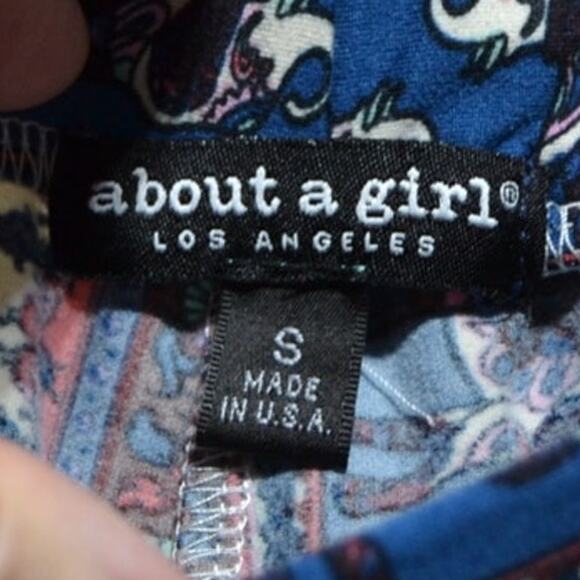 about a girl®
LOS ANGELES
S
MADE
IN U.S.A.